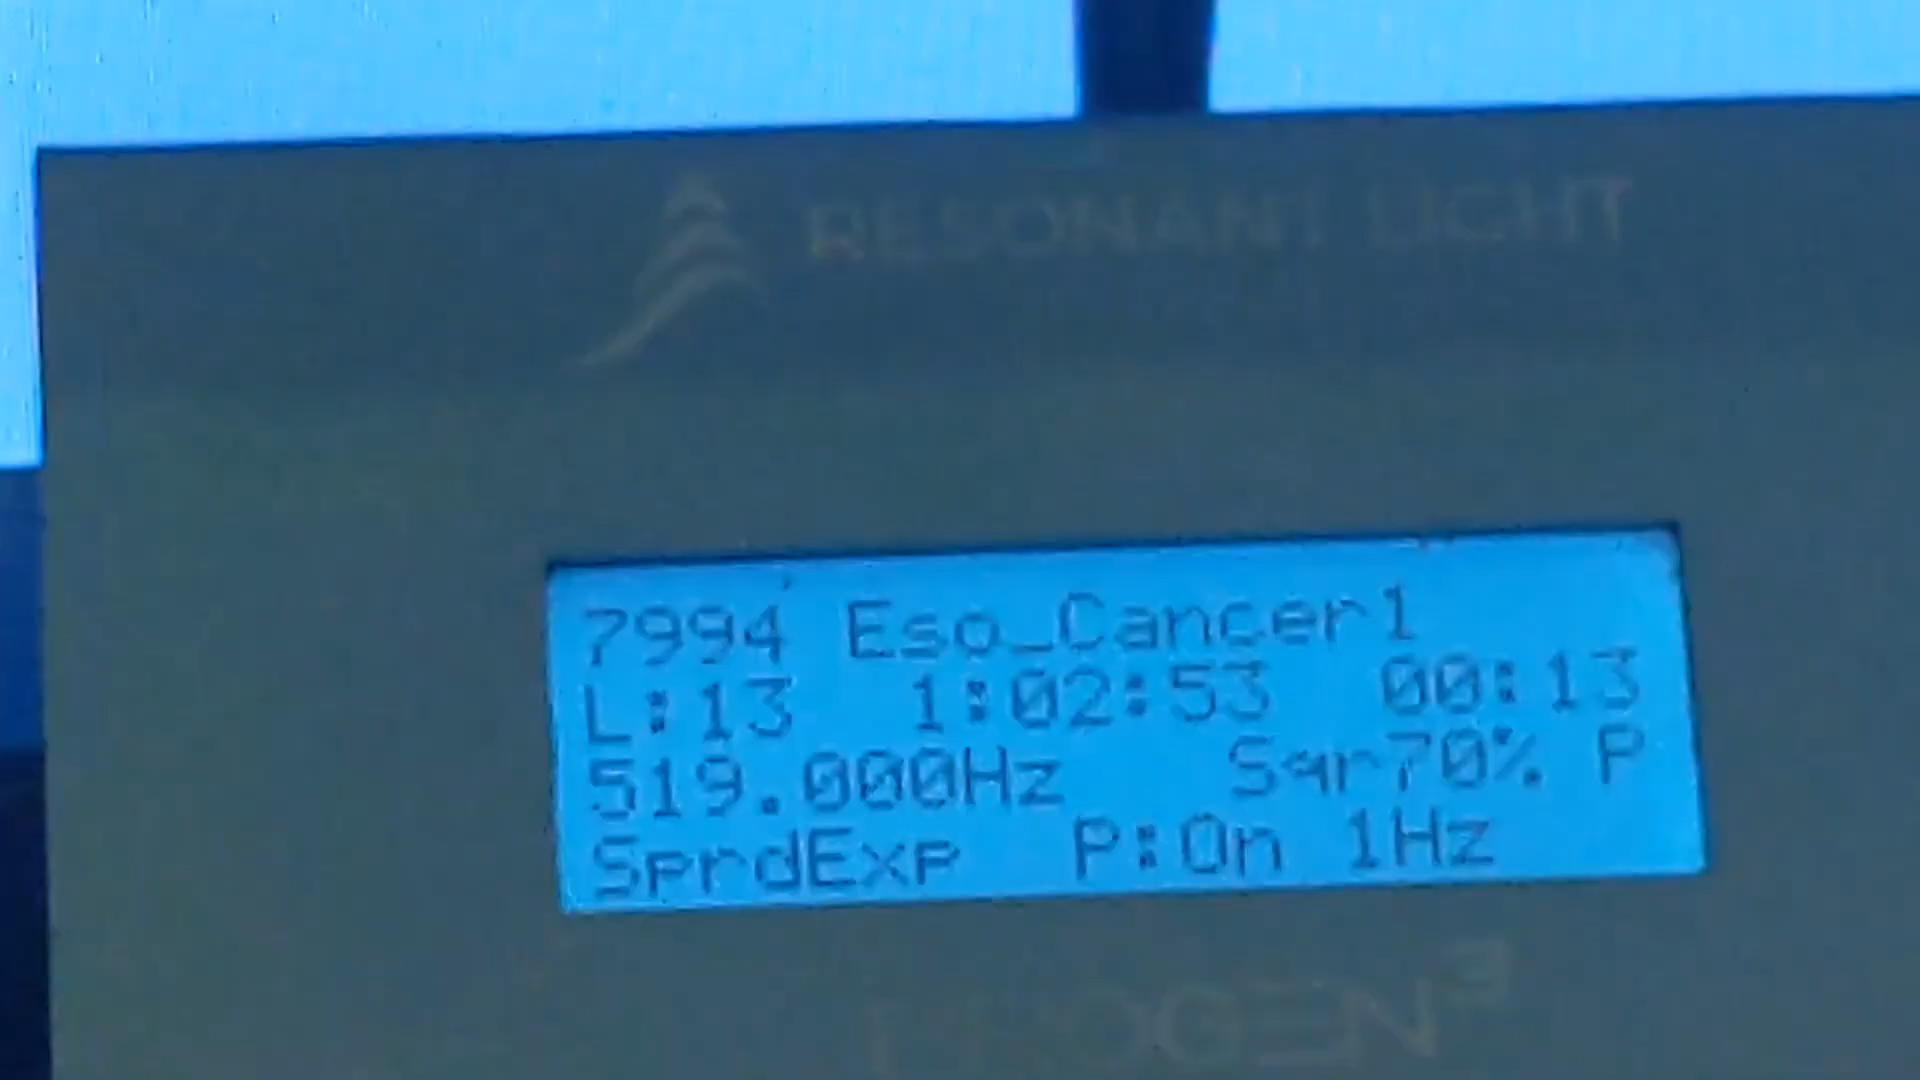 RESONANT LIGHT
7994 Eso_Cancer1
L:13 1:02:53 00:13
519.000Hz Sqr70% P
SprdExp P:On 1Hz